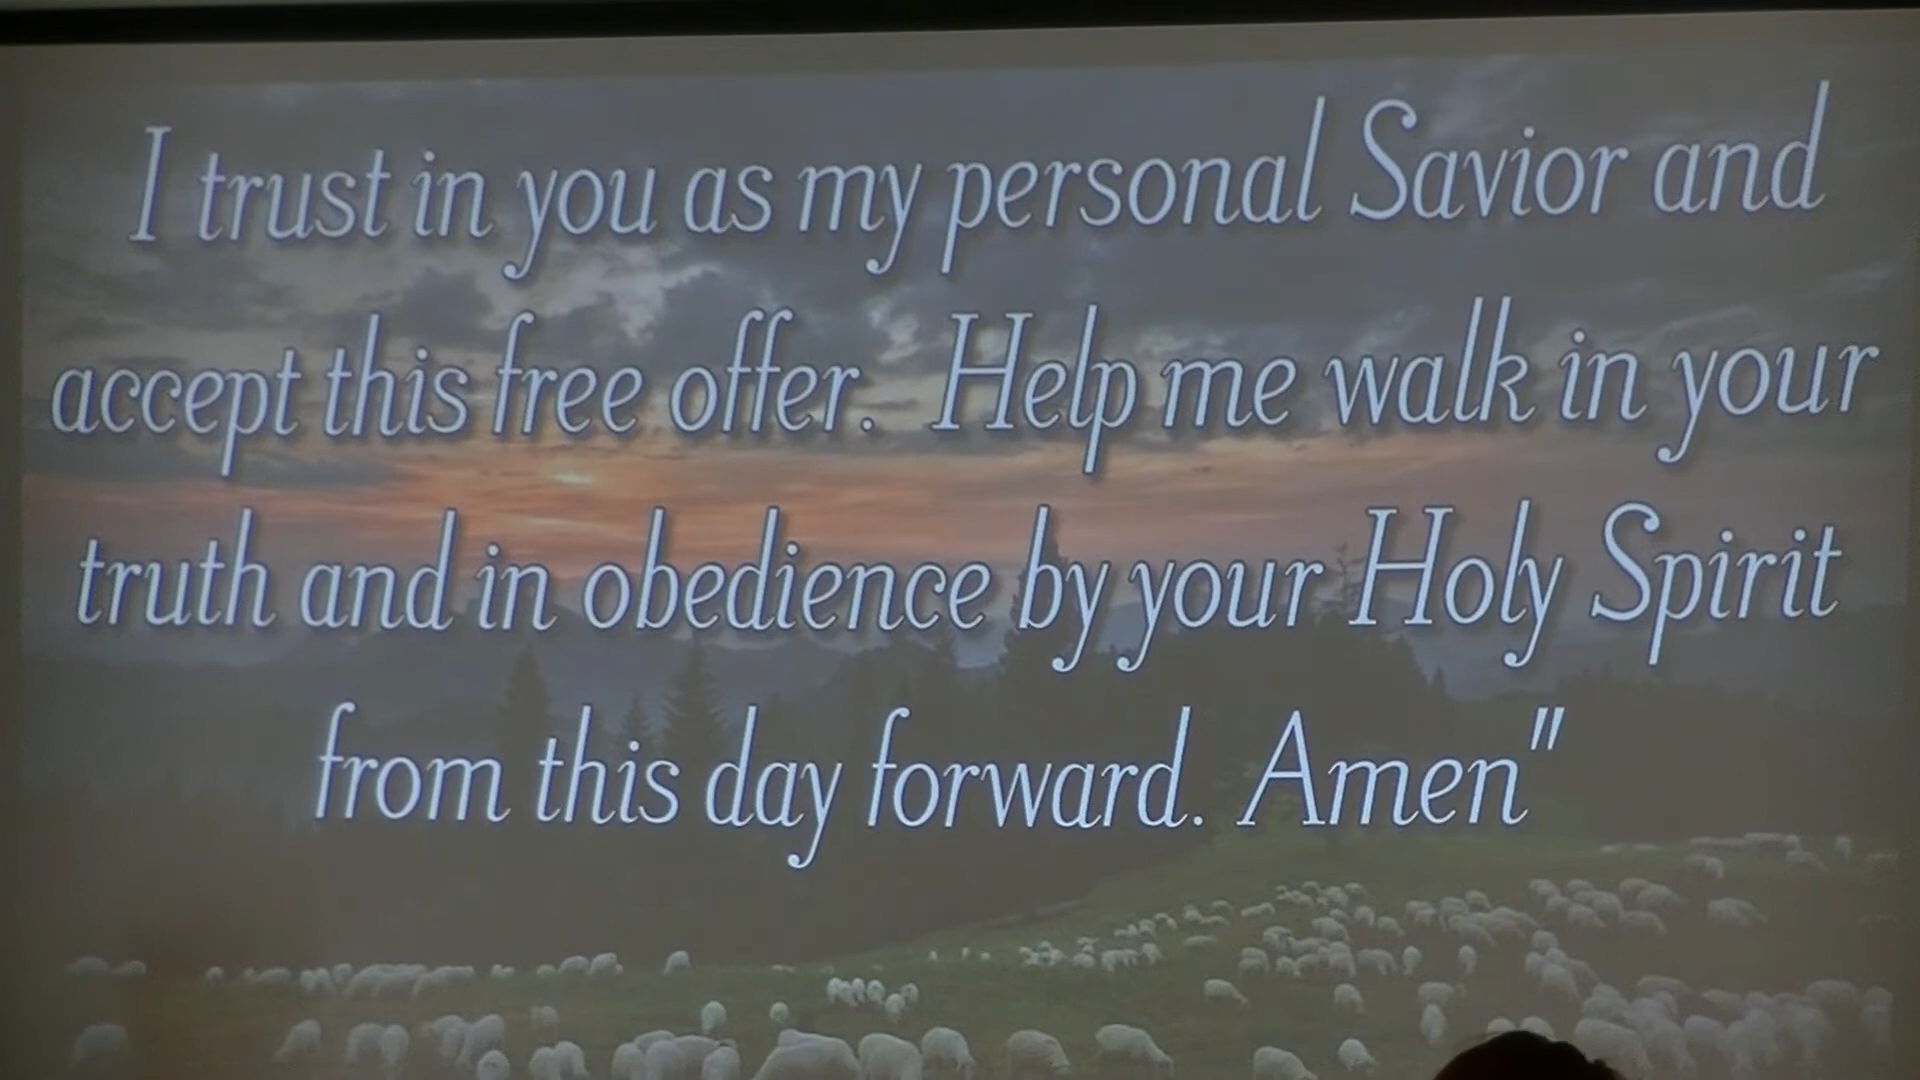 I trust in you as my personal Savior and
accept this free offer. Help me walk in your
truth and in obedience by your Holy Spirit
from this day forward. Amen"